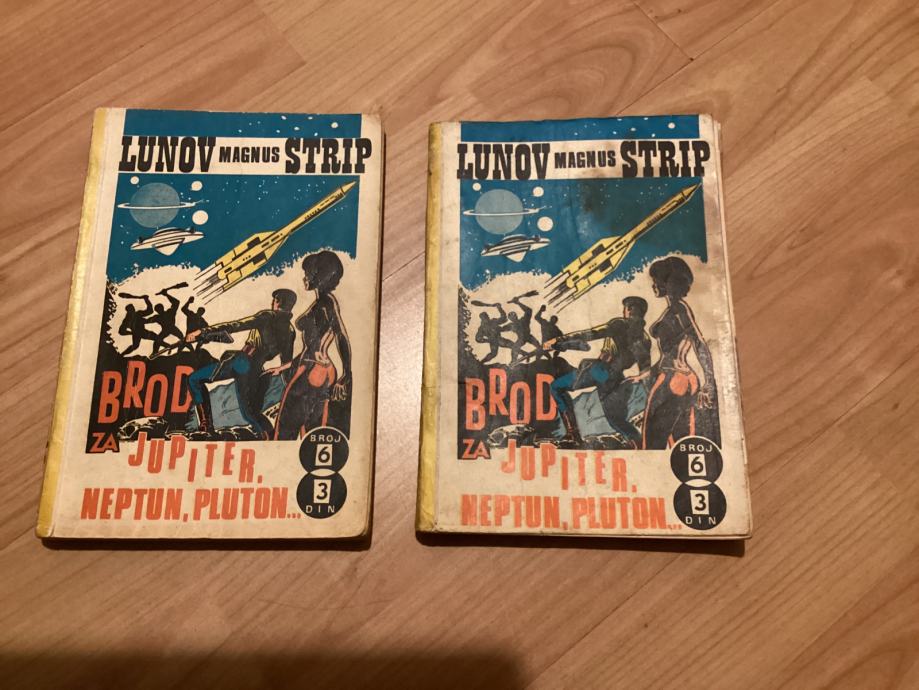 LUNOV MAGNUS STRIP
BROD
ZA JUPITER,
NEPTUN, PLUTON...
BROJ
6
3
DIN
LUNOV MAGNUS STRIP
BROD
ZA JUPITER,
NEPTUN, PLUTON...
BROJ
6
3
DIN